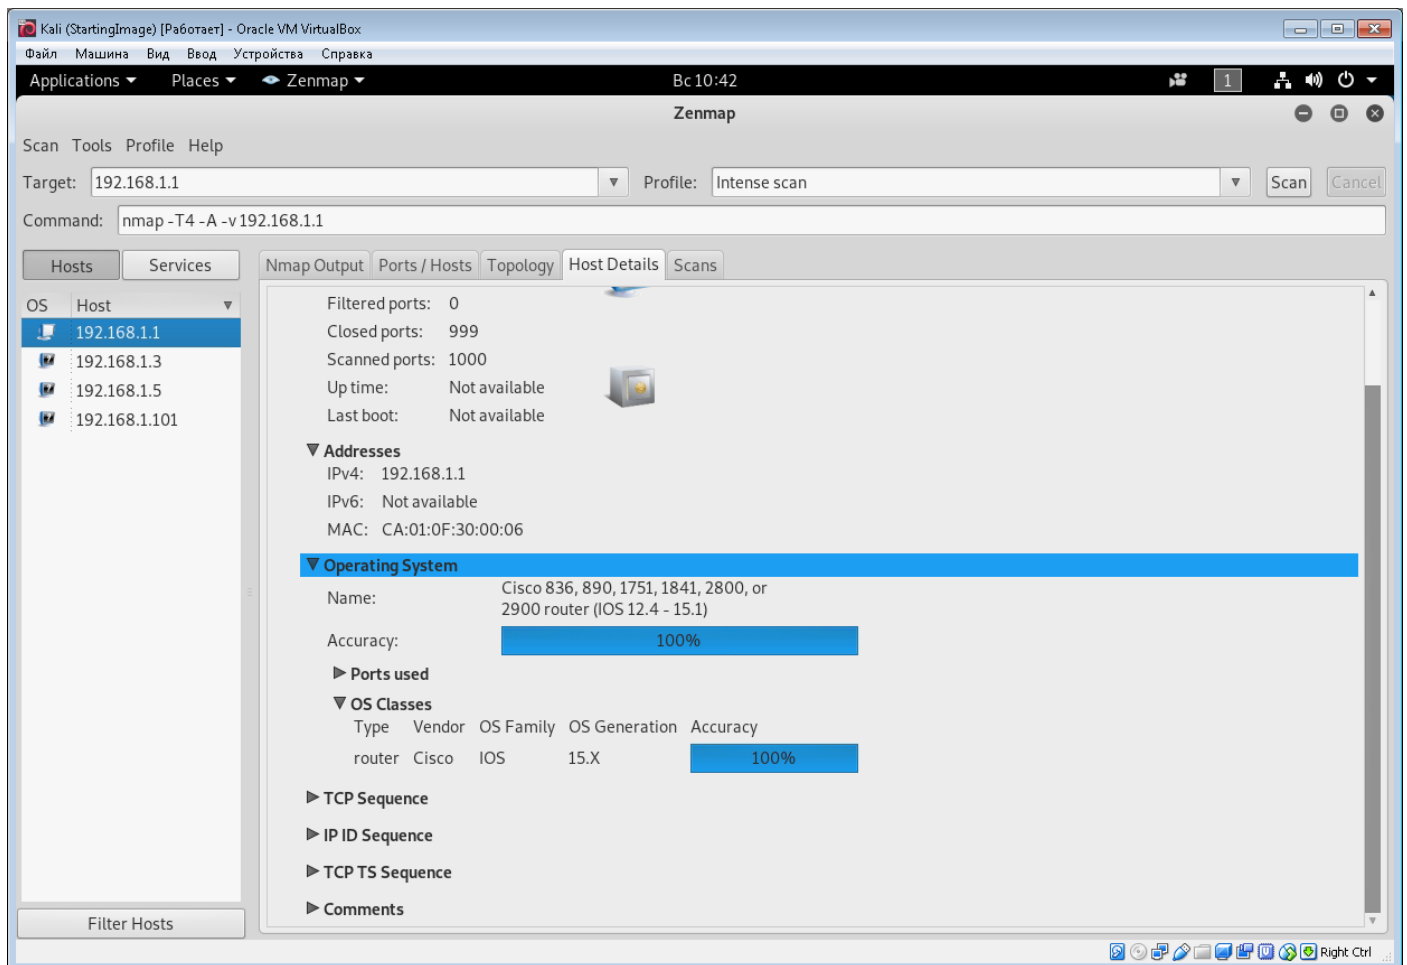 Kali (StartingImage) [Работает] - Oracle VM VirtualBox
Файл Машина Вид Ввод Устройства Справка
Applications Places Zenmap Вс 10:42 1
Zenmap
Scan Tools Profile Help
Target: 192.168.1.1 Profile: Intense scan Scan Cancel
Command: nmap -T4 -A -v 192.168.1.1
Hosts Services
Nmap Output Ports / Hosts Topology Host Details Scans
OS Host
192.168.1.1
192.168.1.3
192.168.1.5
192.168.1.101
Filter Hosts
Filtered ports: 0
Closed ports: 999
Scanned ports: 1000
Up time: Not available
Last boot: Not available
Addresses
IPv4: 192.168.1.1
IPv6: Not available
MAC: CA:01:0F:30:00:06
Operating System
Name: Cisco 836, 890, 1751, 1841, 2800, or
2900 router (IOS 12.4 - 15.1)
Accuracy: 100%
Ports used
OS Classes
Type Vendor OS Family OS Generation Accuracy
router Cisco IOS 15.X 100%
TCP Sequence
IP ID Sequence
TCP TS Sequence
Comments
Right Ctrl